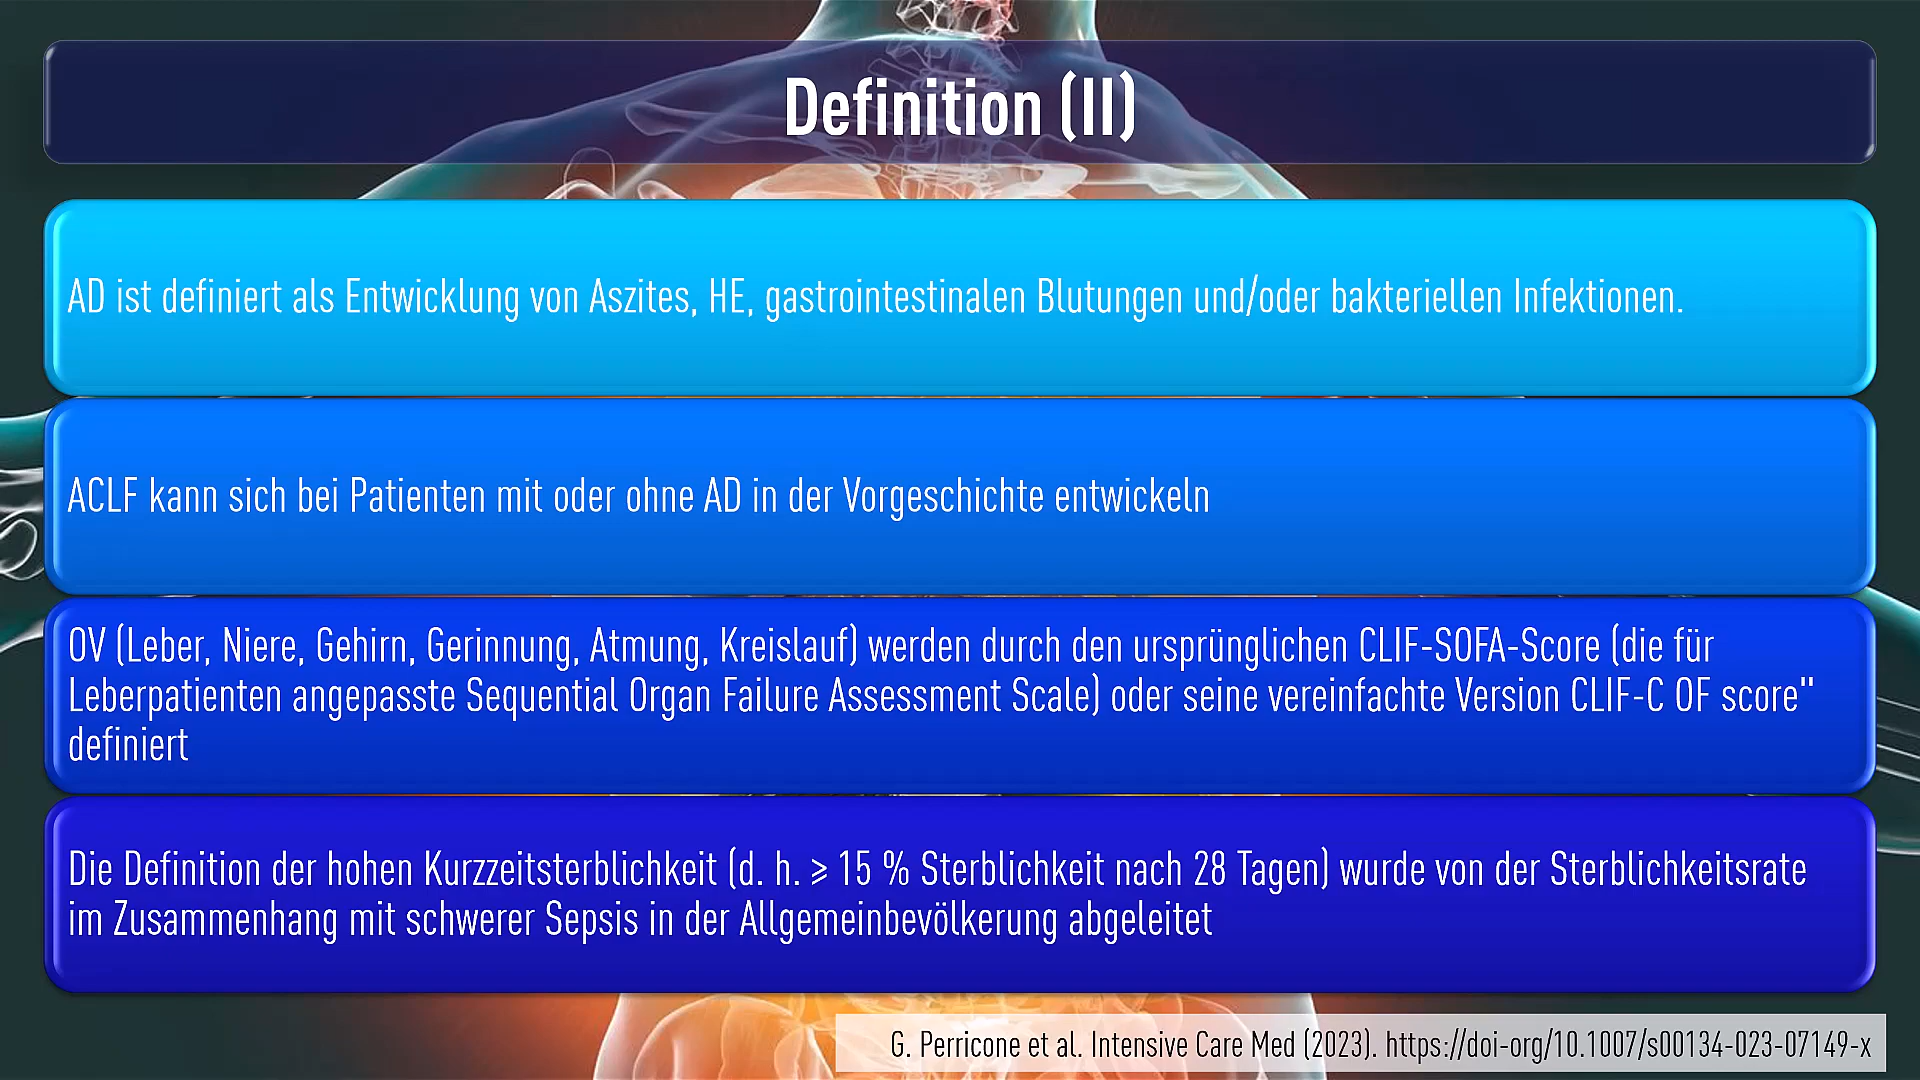 Definition (II)
AD ist definiert als Entwicklung von Aszites, HE, gastrointestinalen Blutungen und/oder bakteriellen Infektionen.
ACLF kann sich bei Patienten mit oder ohne AD in der Vorgeschichte entwickeln
OV (Leber, Niere, Gehirn, Gerinnung, Atmung, Kreislauf) werden durch den ursprünglichen CLIF-SOFA-Score (die für
Leberpatienten angepasste Sequential Organ Failure Assessment Scale) oder seine vereinfachte Version CLIF-C OF score"
definiert
Die Definition der hohen Kurzzeitsterblichkeit (d. h. ≥ 15 % Sterblichkeit nach 28 Tagen) wurde von der Sterblichkeitsrate
im Zusammenhang mit schwerer Sepsis in der Allgemeinbevölkerung abgeleitet
G. Perricone et al. Intensive Care Med (2023). https://doi-org/10.1007/s00134-023-07149-x